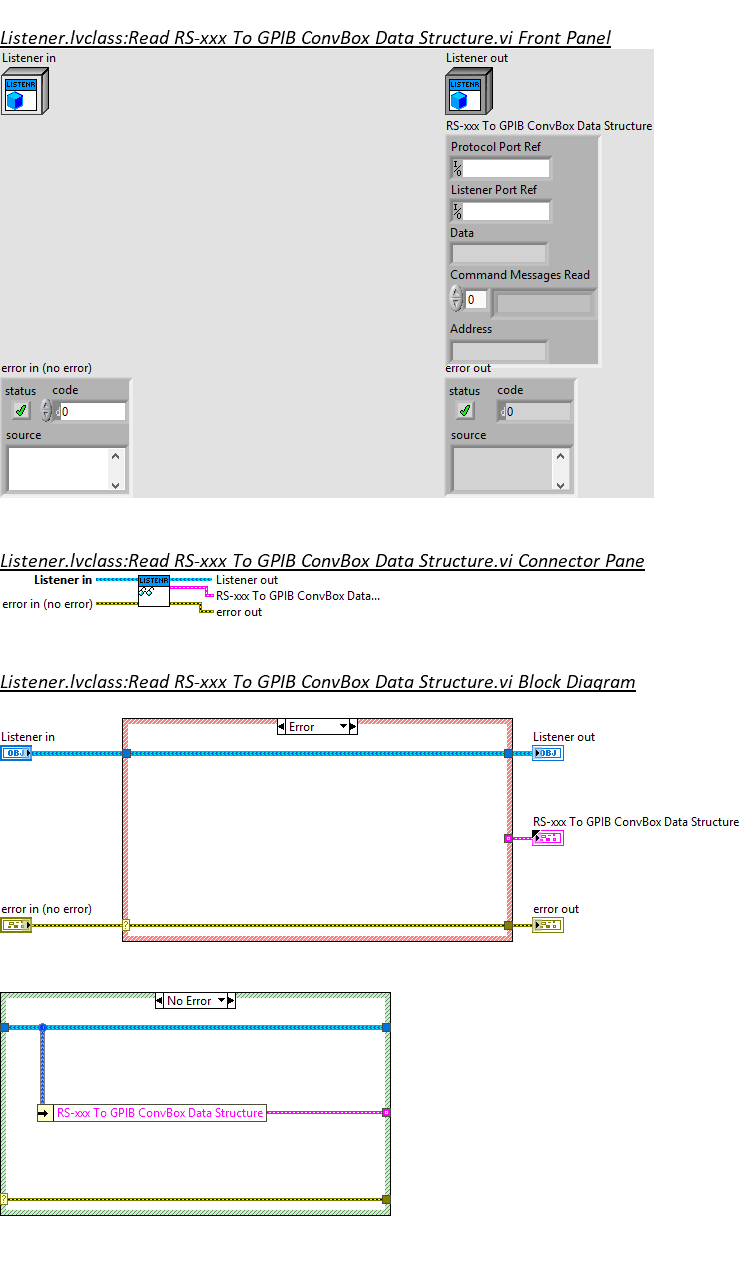 Listener.lvclass:Read RS-xxx To GPIB ConvBox Data Structure.vi Front Panel
Listener in
Listener out
LISTENR
LISTENR
RS-xxx To GPIB ConvBox Data Structure
Protocol Port Ref
I/O
Listener Port Ref
I/O
Data
Command Messages Read
0
Address
error in (no error)
error out
status code
d 0
source
status code
d 0
source
Listener.lvclass:Read RS-xxx To GPIB ConvBox Data Structure.vi Connector Pane
Listener in
LISTENR
Listener out
RS-xxx To GPIB ConvBox Data...
error in (no error)
error out
Listener.lvclass:Read RS-xxx To GPIB ConvBox Data Structure.vi Block Diagram
Error
Listener in
Listener out
OBJ
OBJ
RS-xxx To GPIB ConvBox Data Structure
error in (no error)
error out
?
No Error
RS-xxx To GPIB ConvBox Data Structure
?